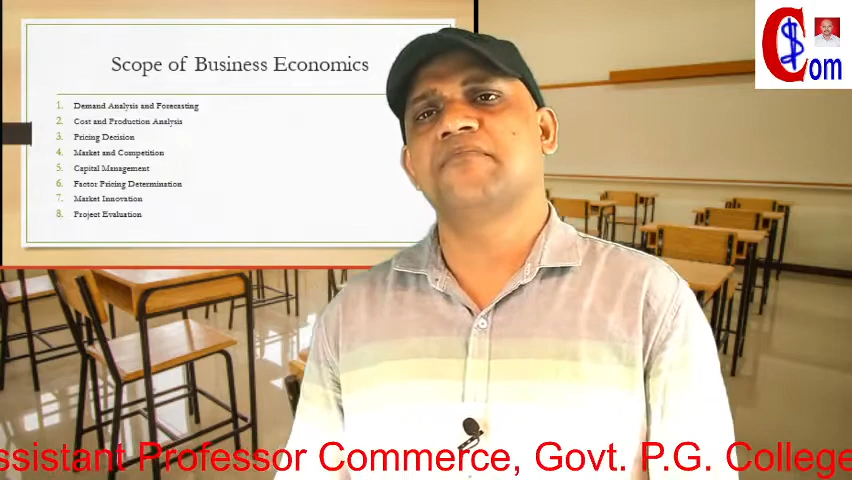 Scope of Business Economics
1. Demand Analysis and Forecasting
2. Cost and Production Analysis
3. Pricing Decision
4. Market and Competition
5. Capital Management
6. Factor Pricing Determination
7. Market Innovation
8. Project Evaluation
C$om
ssistant Professor Commerce, Govt. P.G. College